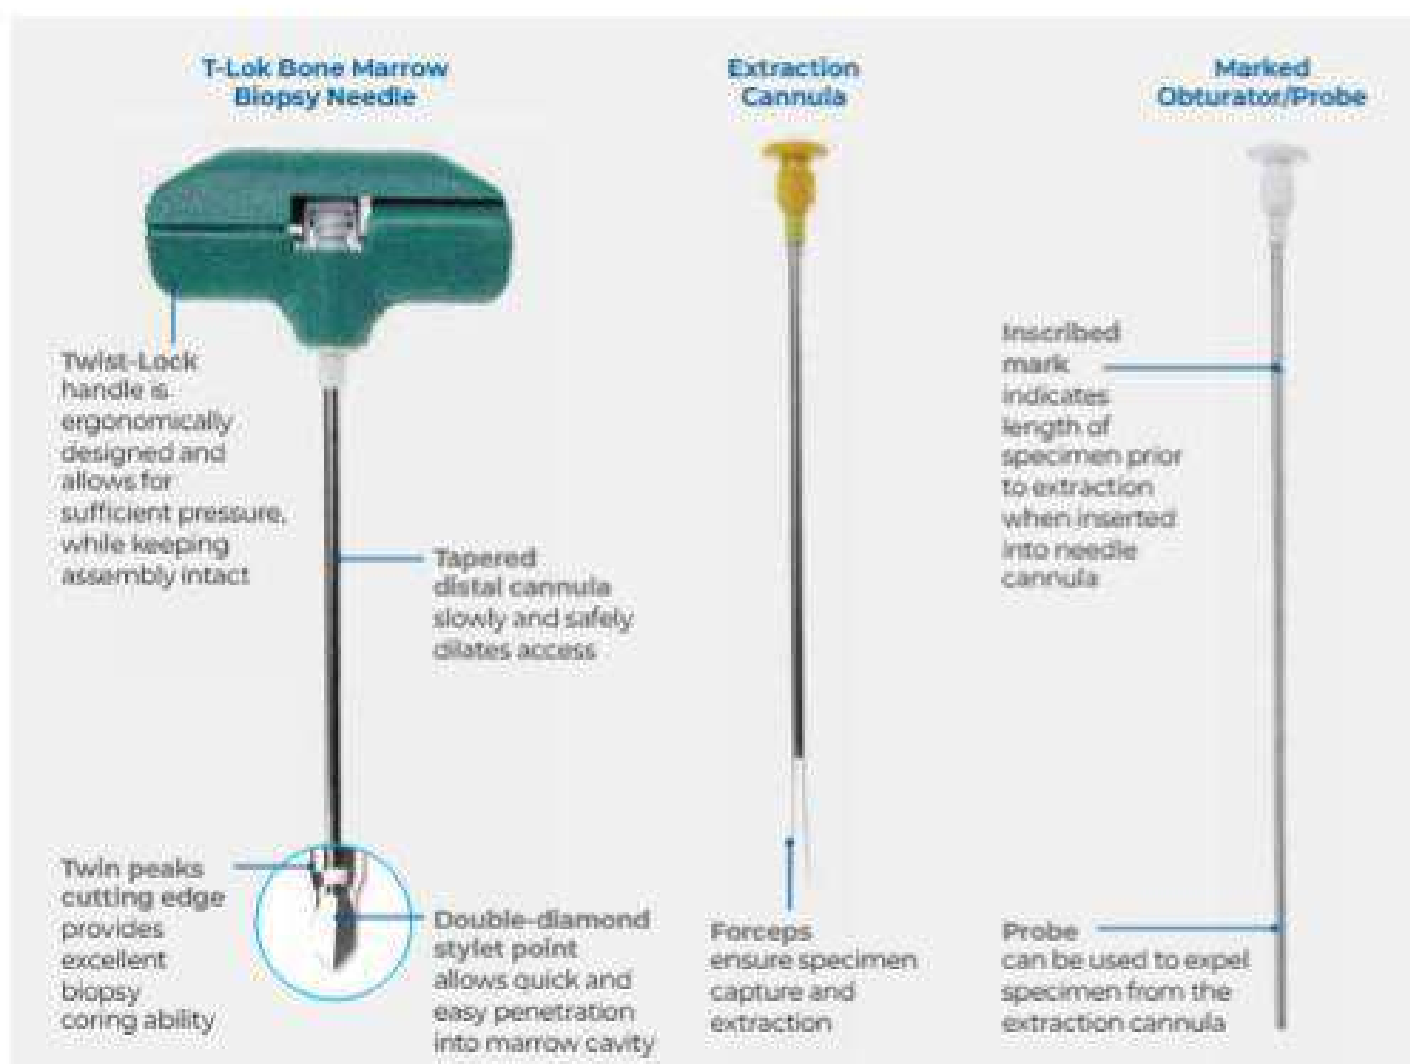 T-Lok Bone Marrow
Biopsy Needle
Extraction
Cannula
Marked
Obturator/Probe
Twist-Lock
handle is
ergonomically
designed and
allows for
sufficient pressure,
while keeping
assembly intact
Tapered
distal cannula
slowly and safely
dilates access
Inscribed
mark
indicates
length of
specimen prior
to extraction
when inserted
into needle
cannula
Twin peaks
cutting edge
provides
excellent
biopsy
coring ability
Double-diamond
stylet point
allows quick and
easy penetration
into marrow cavity
Forceps
ensure specimen
capture and
extraction
Probe
can be used to expel
specimen from the
extraction cannula